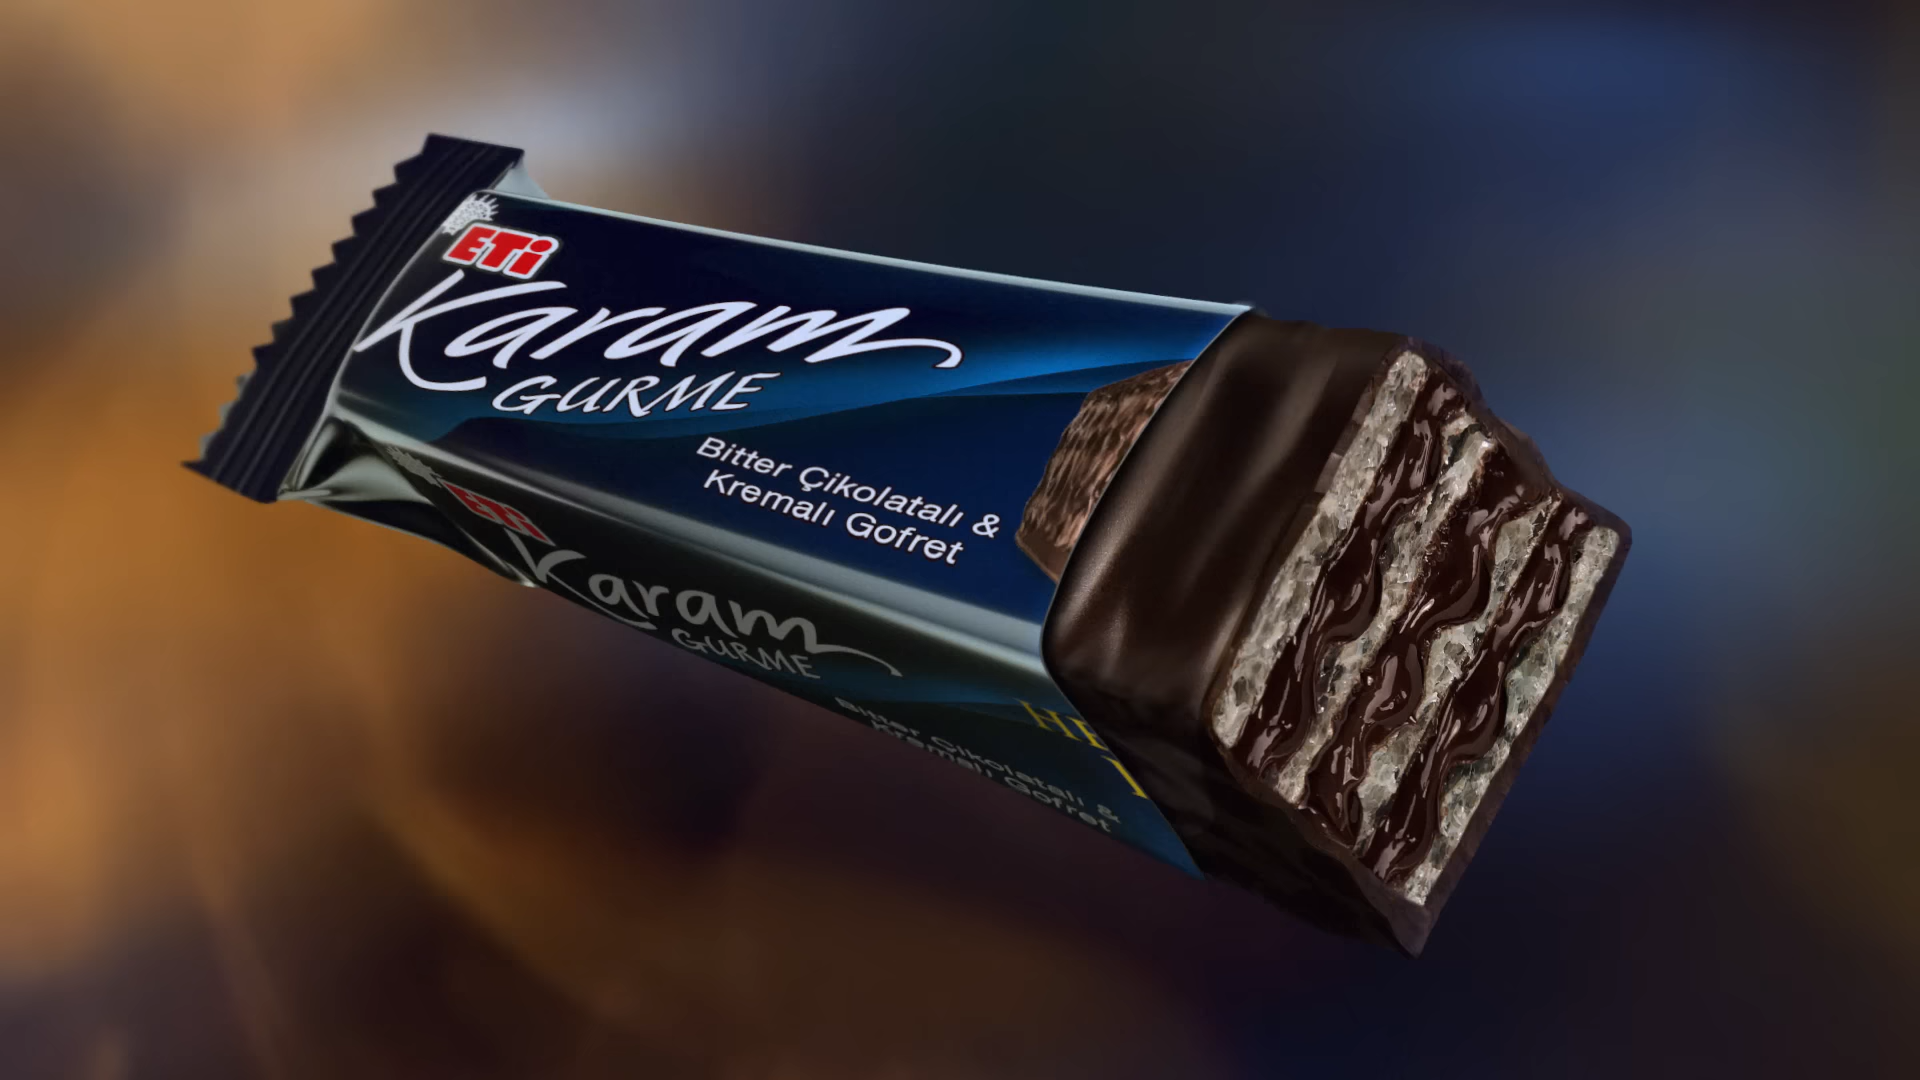 ETi
Karam
GURME
Bitter Çikolatalı &
Kremalı Gofret
ETi
Karam
GURME
Bitter Çikolatalı &
Kremalı Gofret